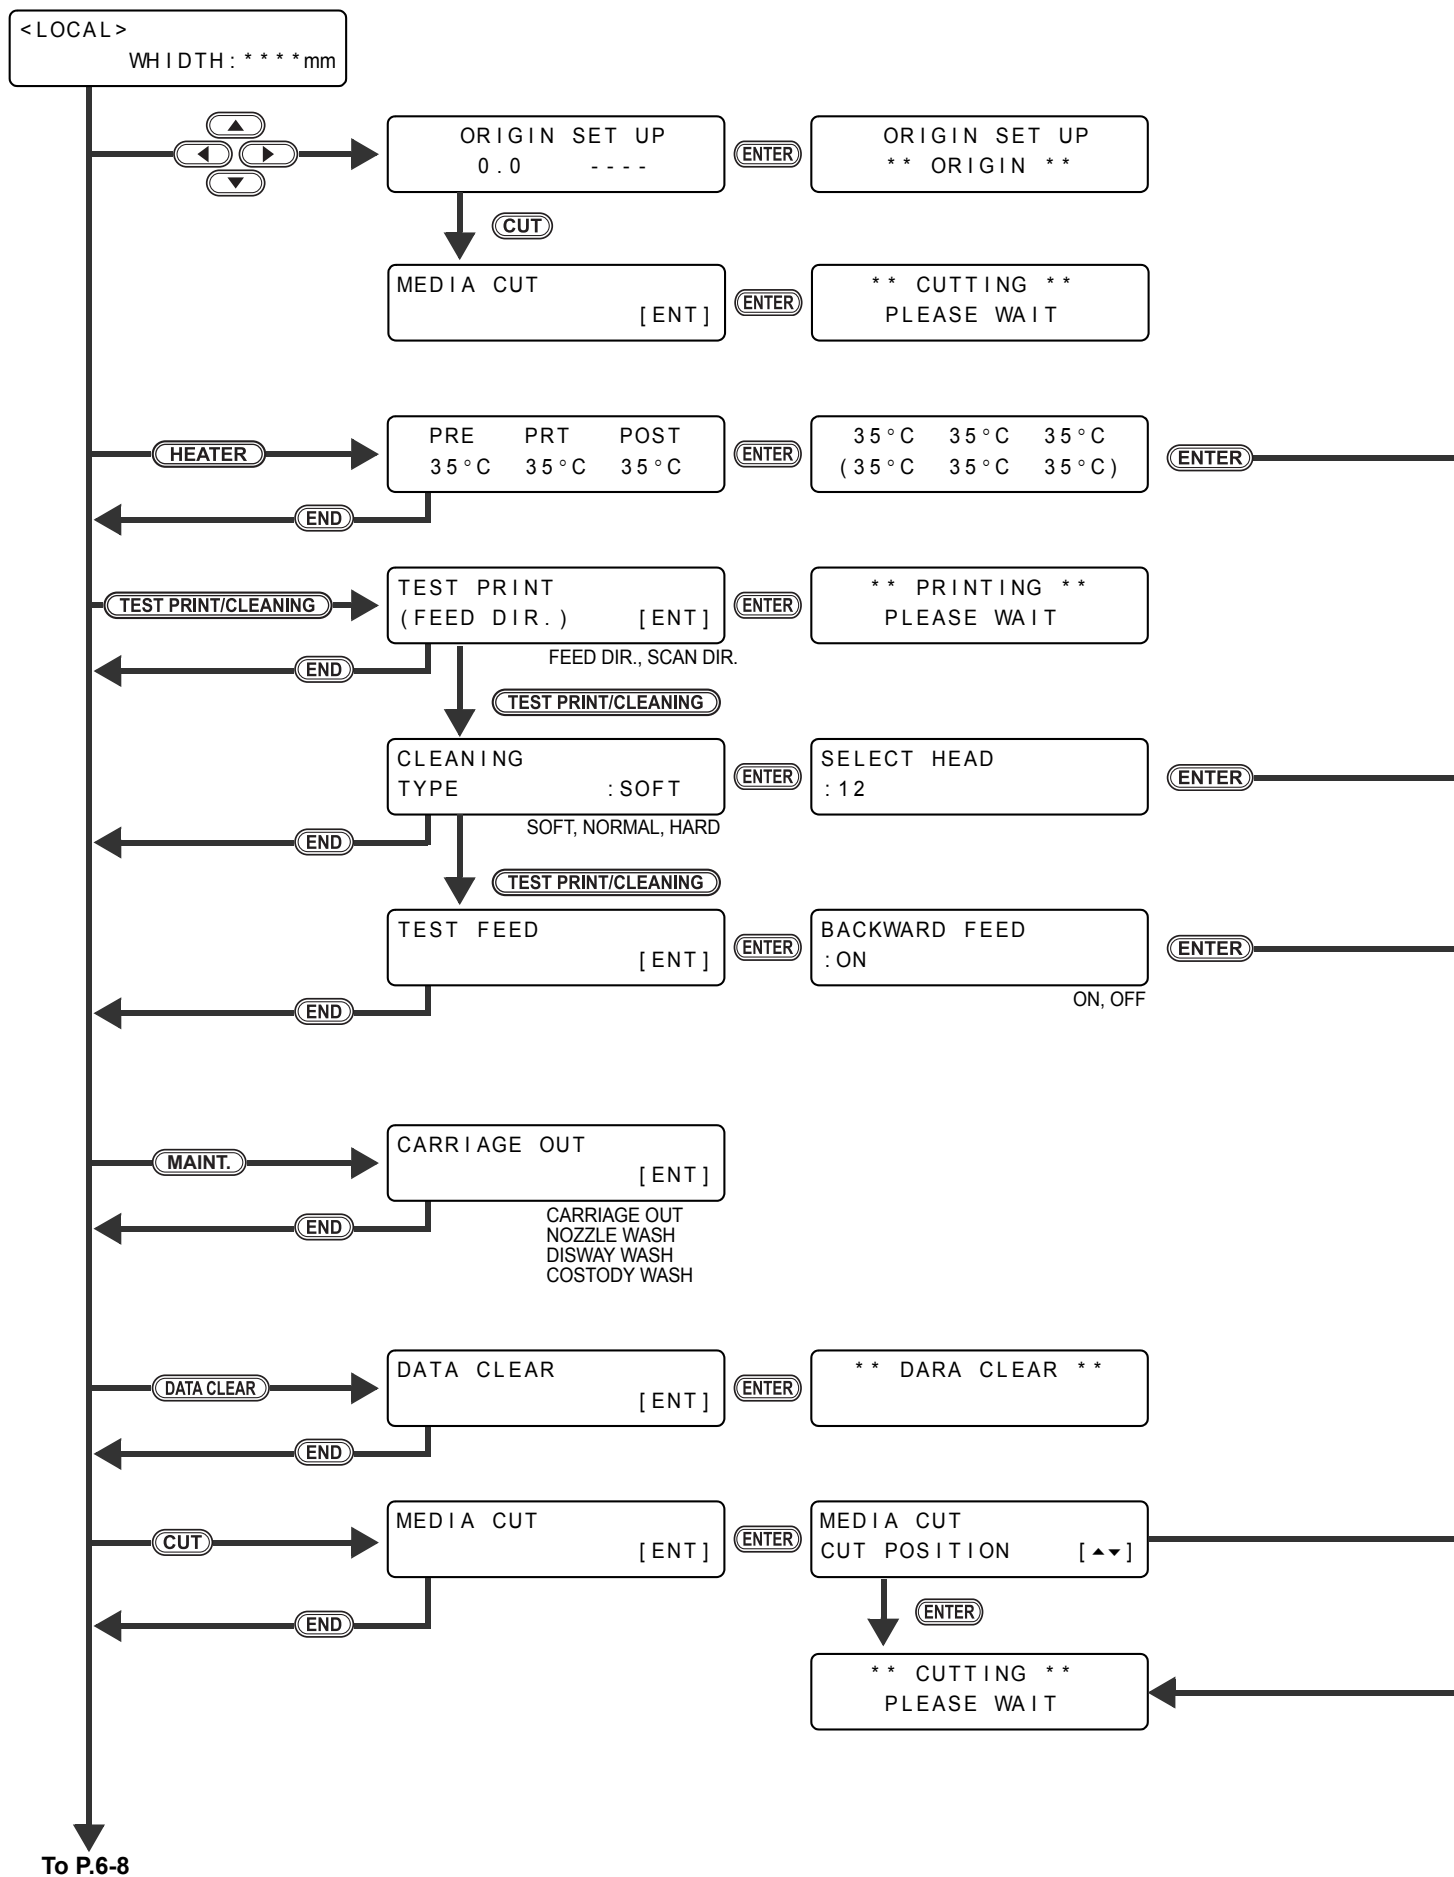 <LOCAL>
WHIDTH:****mm
ORIGIN SET UP
0.0 ----
ENTER
ORIGIN SET UP
** ORIGIN **
CUT
MEDIA CUT
[ENT]
ENTER
** CUTTING **
PLEASE WAIT
HEATER
PRE PRT POST
35°C 35°C 35°C
ENTER
35°C 35°C 35°C
(35°C 35°C 35°C)
ENTER
END
TEST PRINT/CLEANING
TEST PRINT
(FEED DIR.) [ENT]
ENTER
** PRINTING **
PLEASE WAIT
FEED DIR., SCAN DIR.
END
TEST PRINT/CLEANING
CLEANING
TYPE :SOFT
ENTER
SELECT HEAD
:12
ENTER
SOFT, NORMAL, HARD
END
TEST PRINT/CLEANING
TEST FEED
[ENT]
ENTER
BACKWARD FEED
:ON
ENTER
ON, OFF
END
MAINT.
CARRIAGE OUT
[ENT]
END
CARRIAGE OUT
NOZZLE WASH
DISWAY WASH
COSTODY WASH
DATA CLEAR
DATA CLEAR
[ENT]
ENTER
** DARA CLEAR **
END
CUT
MEDIA CUT
[ENT]
ENTER
MEDIA CUT
CUT POSITION [▲▼]
END
ENTER
** CUTTING **
PLEASE WAIT
To P.6-8